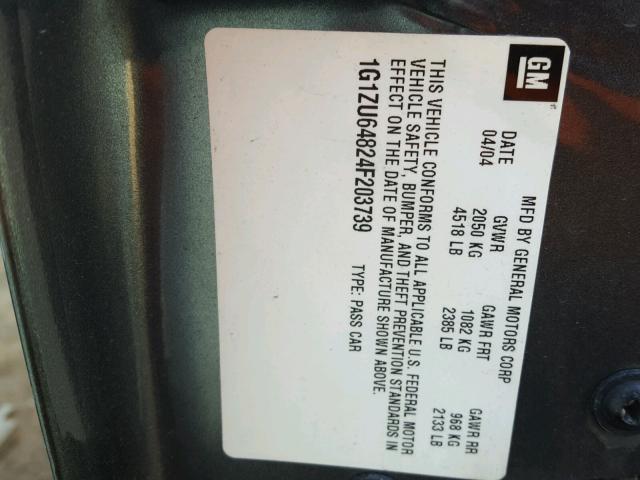 GM
MFD BY GENERAL MOTORS CORP
DATE GVWR GAWR FRT GAWR RR
04/04 2050 KG 1082 KG 968 KG
4518 LB 2385 LB 2133 LB
THIS VEHICLE CONFORMS TO ALL APPLICABLE U.S. FEDERAL MOTOR
VEHICLE SAFETY, BUMPER, AND THEFT PREVENTION STANDARDS IN
EFFECT ON THE DATE OF MANUFACTURE SHOWN ABOVE.
1G1ZU64824F203739 TYPE: PASS CAR